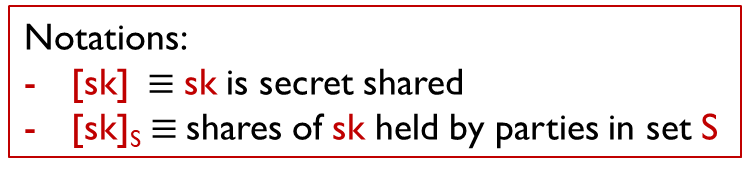 Notations:
- [sk] ≡ sk is secret shared
- [sk]S ≡ shares of sk held by parties in set S